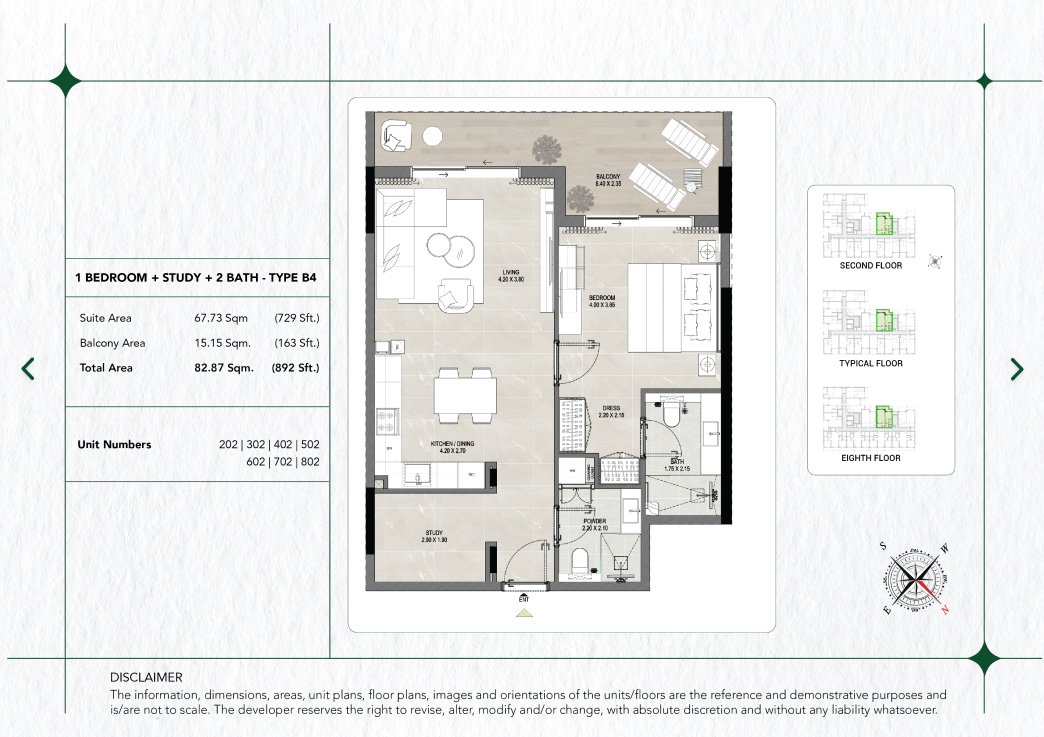 1 BEDROOM + STUDY + 2 BATH - TYPE B4
Suite Area 67.73 Sqm (729 Sft.)
Balcony Area 15.15 Sqm. (163 Sft.)
Total Area 82.87 Sqm. (892 Sft.)
Unit Numbers 202 | 302 | 402 | 502
602 | 702 | 802
BALCONY
8.40 X 2.35
LIVING
4.20 X 3.80
BEDROOM
4.00 X 3.65
DRESS
2.20 X 2.15
KITCHEN / DINING
4.20 X 2.70
BATH
1.75 X 2.15
POWDER
2.20 X 2.10
STUDY
2.90 X 1.90
ENT
SECOND FLOOR
TYPICAL FLOOR
EIGHTH FLOOR
S W
E N
DISCLAIMER
The information, dimensions, areas, unit plans, floor plans, images and orientations of the units/floors are the reference and demonstrative purposes and
is/are not to scale. The developer reserves the right to revise, alter, modify and/or change, with absolute discretion and without any liability whatsoever.